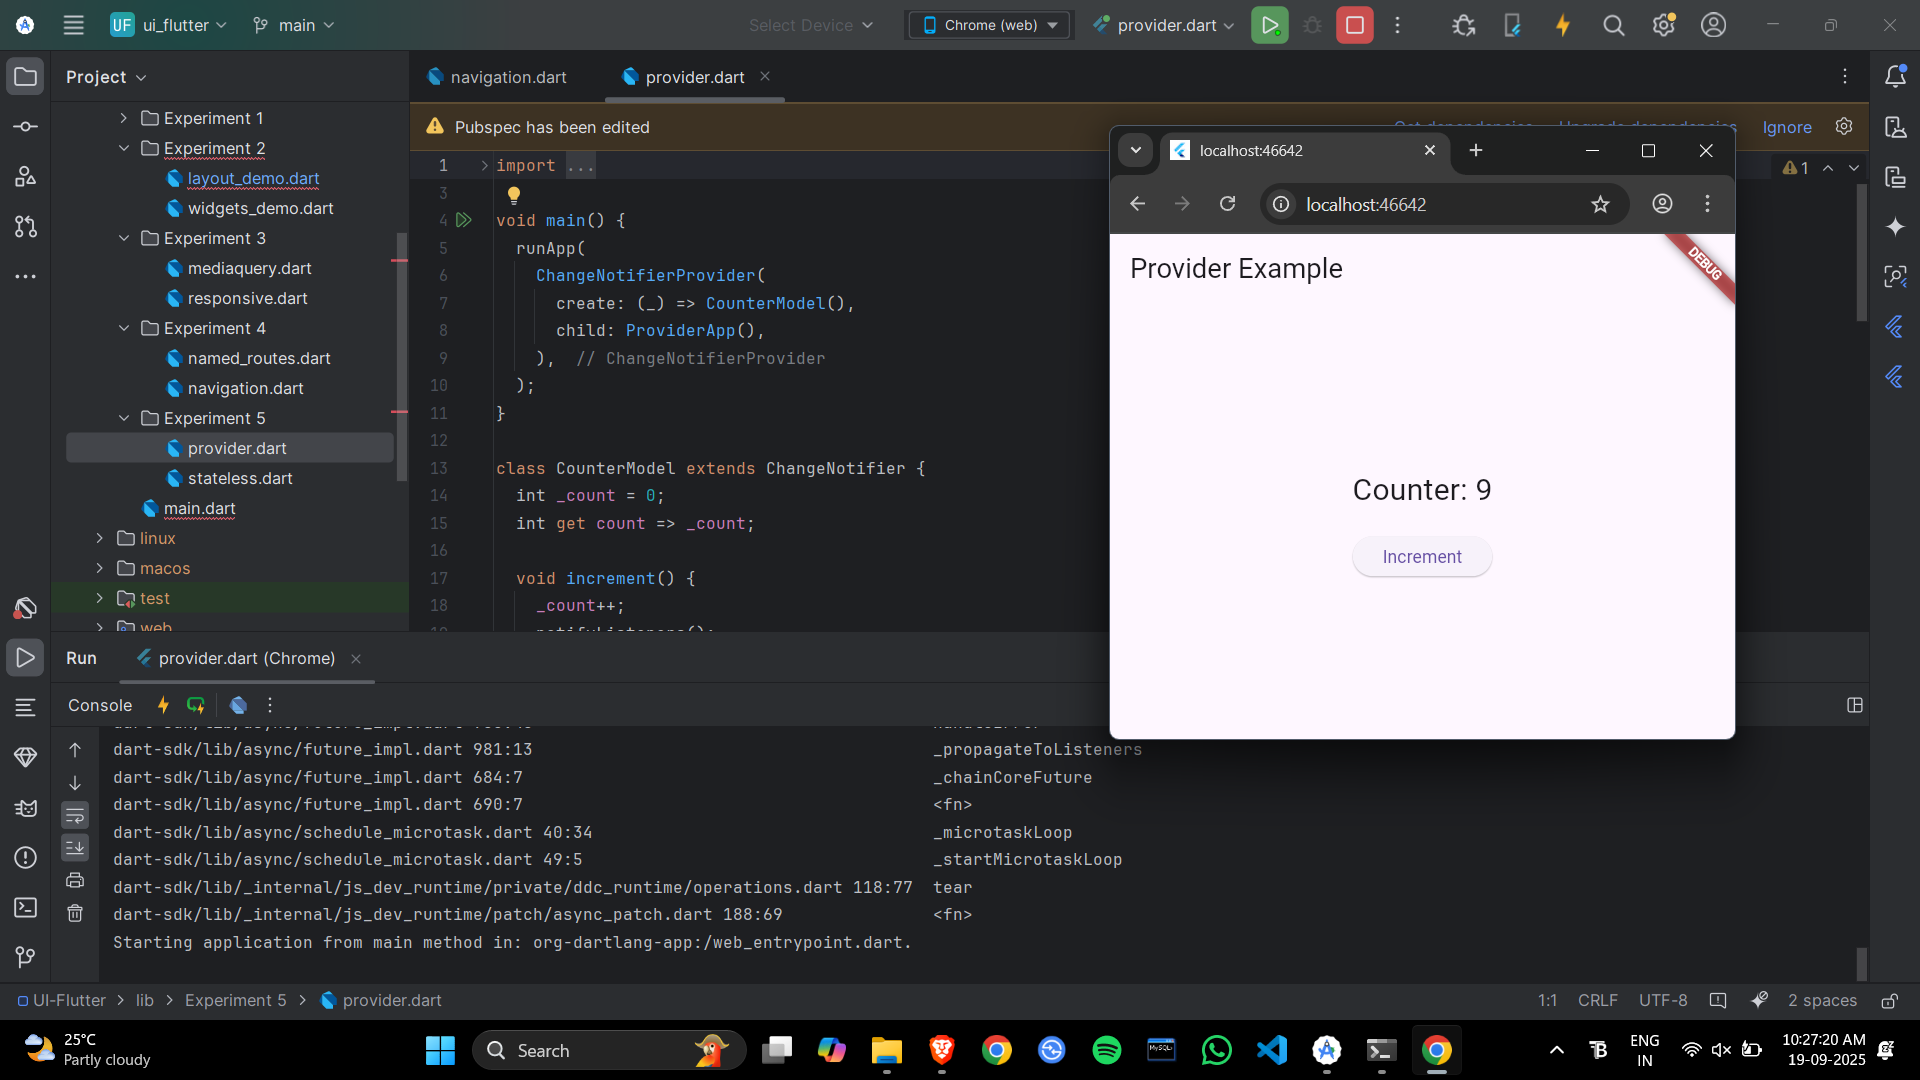 UF ui_flutter
main
Select Device
Chrome (web)
provider.dart
Project
navigation.dart
provider.dart
Experiment 1
Experiment 2
layout_demo.dart
widgets_demo.dart
Experiment 3
mediaquery.dart
responsive.dart
Experiment 4
named_routes.dart
navigation.dart
Experiment 5
provider.dart
stateless.dart
main.dart
linux
macos
test
web
Pubspec has been edited
Get dependencies
Upgrade dependencies
Ignore
1
1 import ...
3
4 void main() {
5 runApp(
6 ChangeNotifierProvider(
7 create: (_) => CounterModel(),
8 child: ProviderApp(),
9 ), // ChangeNotifierProvider
10 );
11 }
12
13 class CounterModel extends ChangeNotifier {
14 int _count = 0;
15 int get count => _count;
16
17 void increment() {
18 _count++;
19 notifyListeners();
localhost:46642
localhost:46642
DEBUG
Provider Example
Counter: 9
Increment
Run
provider.dart (Chrome)
Console
dart-sdk/lib/async/future_impl.dart 981:13 _propagateToListeners
dart-sdk/lib/async/future_impl.dart 684:7 _chainCoreFuture
dart-sdk/lib/async/future_impl.dart 690:7 <fn>
dart-sdk/lib/async/schedule_microtask.dart 40:34 _microtaskLoop
dart-sdk/lib/async/schedule_microtask.dart 49:5 _startMicrotaskLoop
dart-sdk/lib/_internal/js_dev_runtime/private/ddc_runtime/operations.dart 118:77 tear
dart-sdk/lib/_internal/js_dev_runtime/patch/async_patch.dart 188:69 <fn>
Starting application from main method in: org-dartlang-app:/web_entrypoint.dart.
UI-Flutter > lib > Experiment 5 > provider.dart
1:1 CRLF UTF-8 2 spaces
25°C
Partly cloudy
Search
MySQL
ENG
IN
10:27:20 AM
19-09-2025